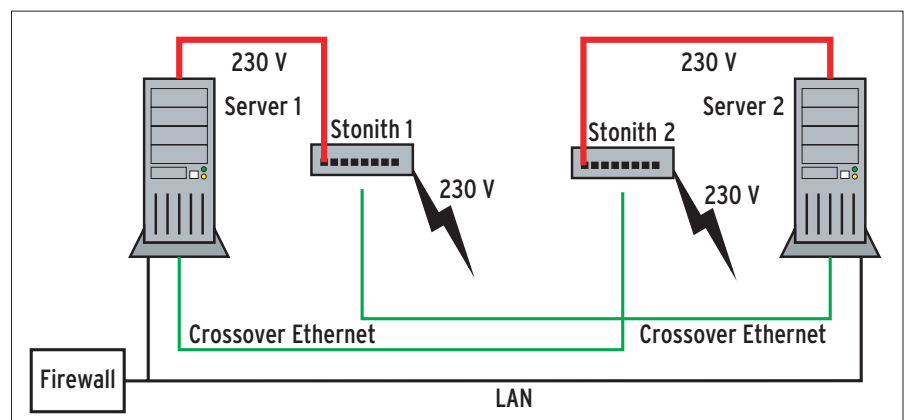 230 V
230 V
Server 1
Server 2
Stonith 1
Stonith 2
230 V
230 V
Crossover Ethernet
Crossover Ethernet
Firewall
LAN